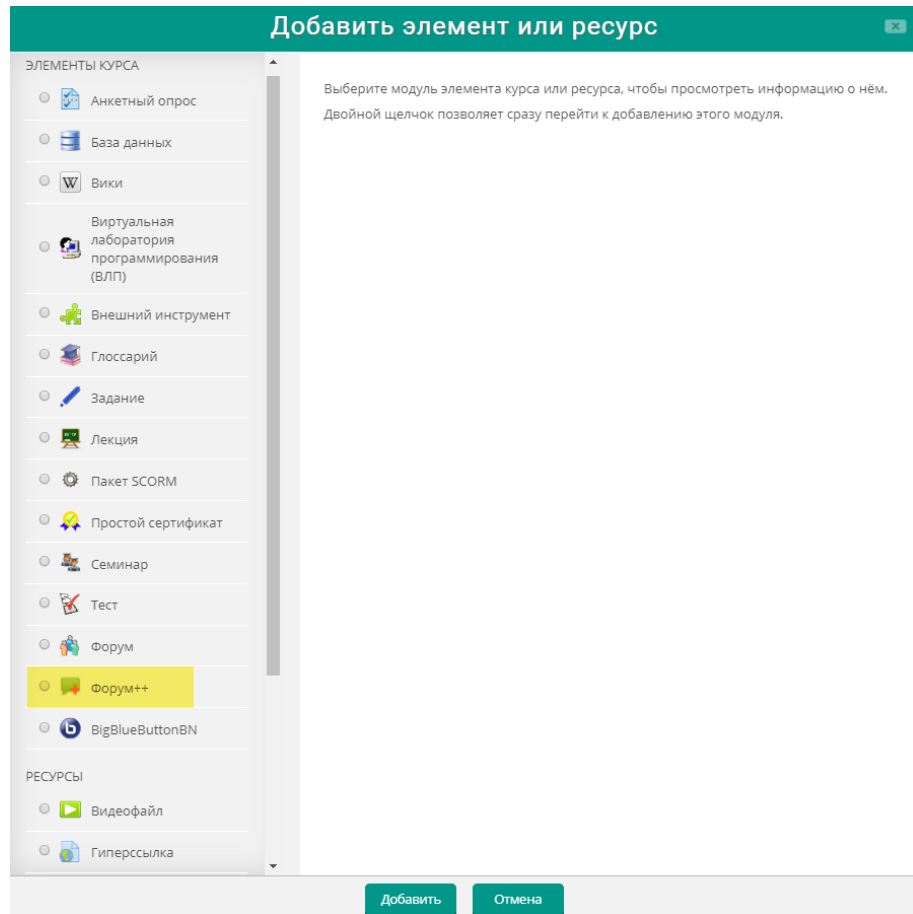 Добавить элемент или ресурс
ЭЛЕМЕНТЫ КУРСА
Анкетный опрос
База данных
W Вики
Виртуальная
лаборатория
программирования
(ВЛП)
Внешний инструмент
Глоссарий
Задание
Лекция
Пакет SCORM
Простой сертификат
Семинар
Тест
Форум
Форум++
b BigBlueButtonBN
РЕСУРСЫ
Видеофайл
Гиперссылка
Выберите модуль элемента курса или ресурса, чтобы просмотреть информацию о нём.
Двойной щелчок позволяет сразу перейти к добавлению этого модуля.
Добавить
Отмена